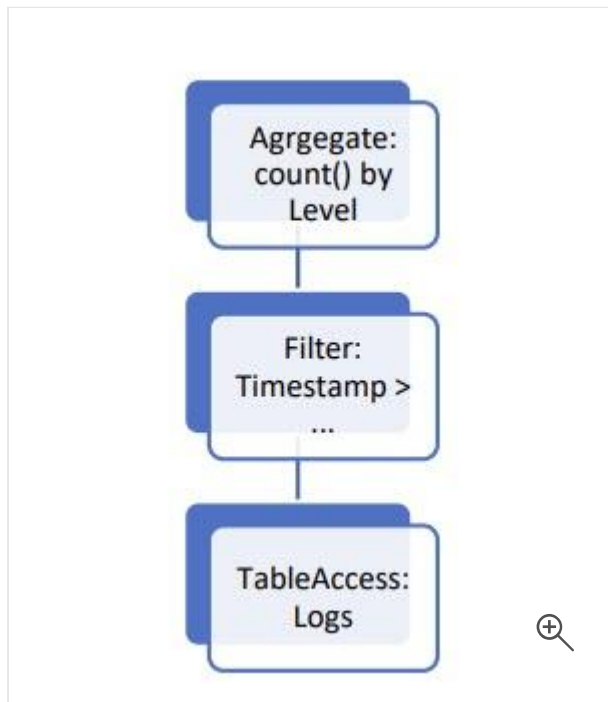 Agrgegate:
count() by
Level
Filter:
Timestamp >
...
TableAccess:
Logs